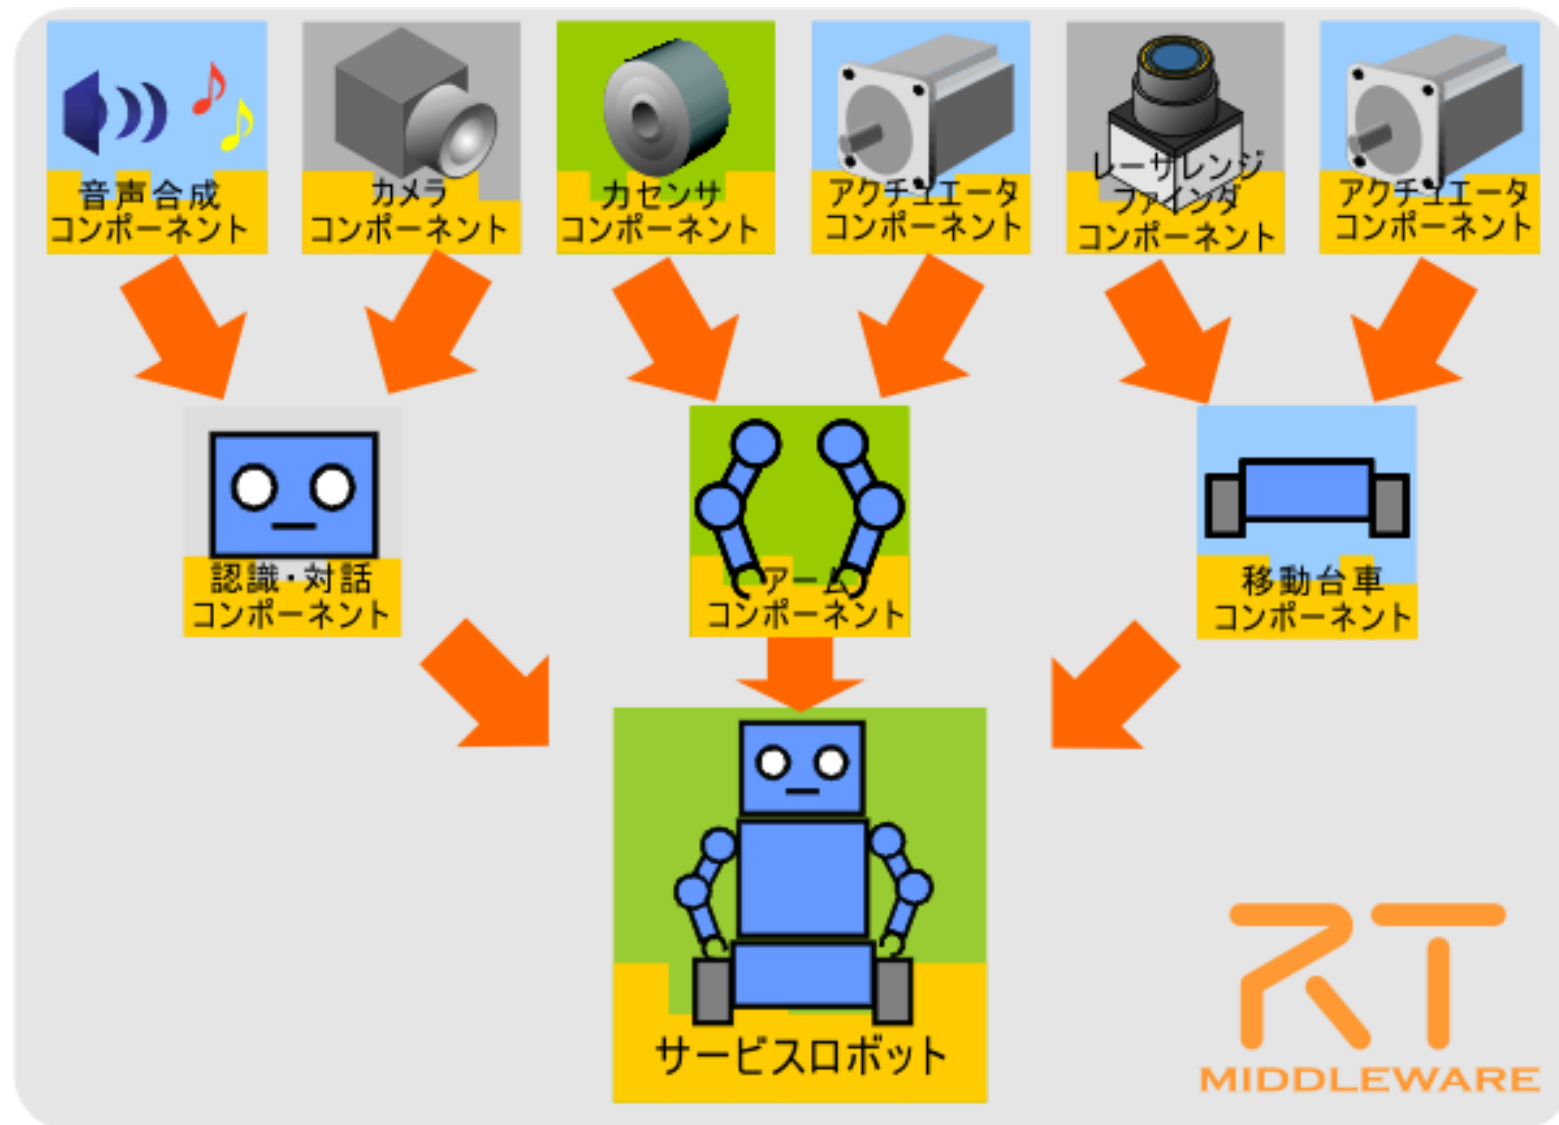 音声合成
コンポーネント
カメラ
コンポーネント
力センサ
コンポーネント
アクチュエータ
コンポーネント
レーザレンジ
ファインダ
コンポーネント
アクチュエータ
コンポーネント
認識・対話
コンポーネント
アーム
コンポーネント
移動台車
コンポーネント
サービスロボット
RT
MIDDLEWARE